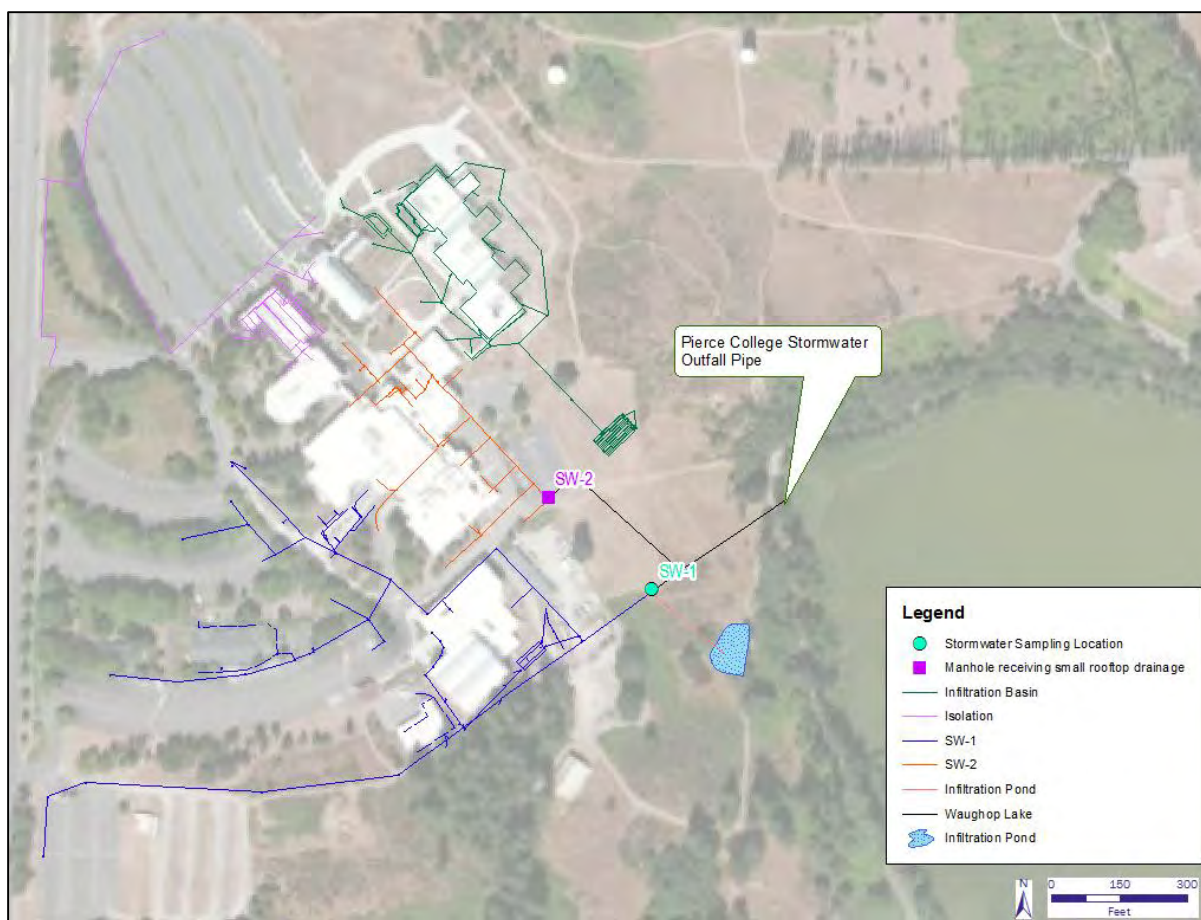 Pierce College Stormwater
Outfall Pipe
SW-2
SW-1
Legend
Stormwater Sampling Location
Manhole receiving small rooftop drainage
Infiltration Basin
Isolation
SW-1
SW-2
Infiltration Pond
Waughop Lake
Infiltration Pond
N
0 150 300
Feet